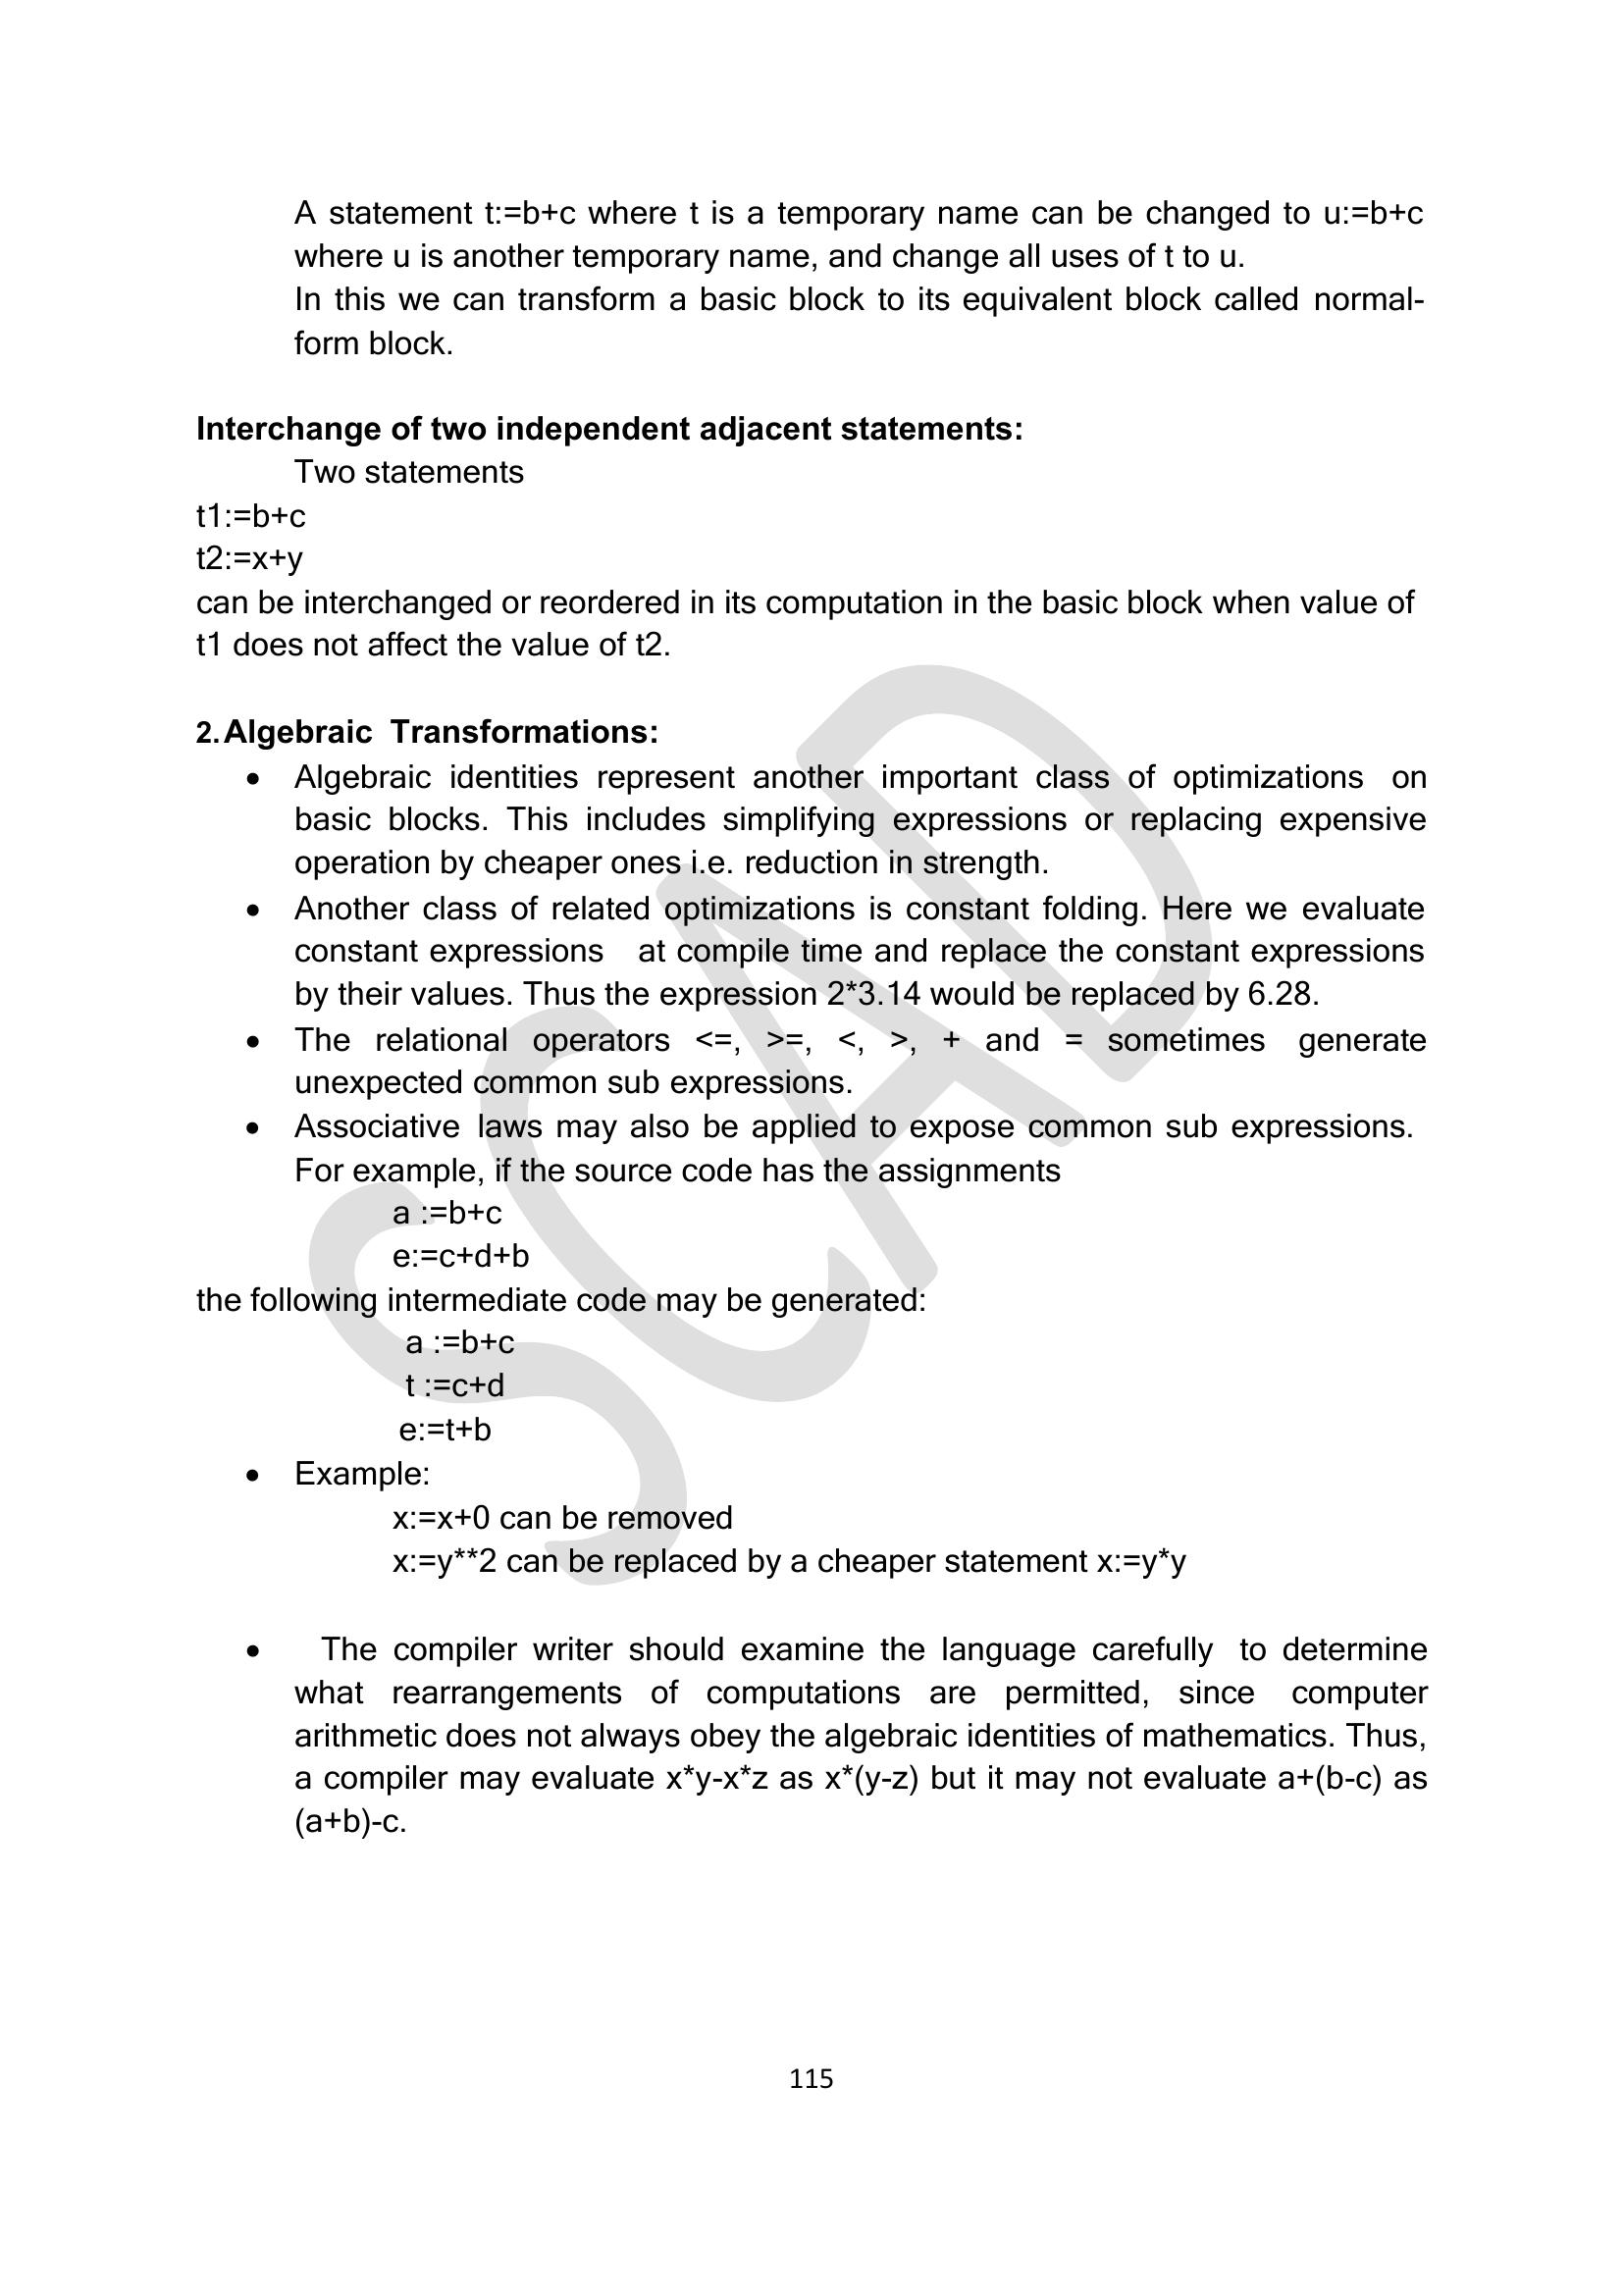 A statement t:=b+c where t is a temporary name can be changed to u:=b+c
where u is another temporary name, and change all uses of t to u.
In this we can transform a basic block to its equivalent block called normal-
form block.
Interchange of two independent adjacent statements:
Two statements
t1:=b+c
t2:=x+y
can be interchanged or reordered in its computation in the basic block when value of
t1 does not affect the value of t2.
2. Algebraic Transformations:
• Algebraic identities represent another important class of optimizations on
basic blocks. This includes simplifying expressions or replacing expensive
operation by cheaper ones i.e. reduction in strength.
• Another class of related optimizations is constant folding. Here we evaluate
constant expressions at compile time and replace the constant expressions
by their values. Thus the expression 2*3.14 would be replaced by 6.28.
• The relational operators <=, >=, <, >, + and = sometimes generate
unexpected common sub expressions.
• Associative laws may also be applied to expose common sub expressions.
For example, if the source code has the assignments
a :=b+c
e:=c+d+b
the following intermediate code may be generated:
a :=b+c
t :=c+d
e:=t+b
• Example:
x:=x+0 can be removed
x:=y**2 can be replaced by a cheaper statement x:=y*y
• The compiler writer should examine the language carefully to determine
what rearrangements of computations are permitted, since computer
arithmetic does not always obey the algebraic identities of mathematics. Thus,
a compiler may evaluate x*y-x*z as x*(y-z) but it may not evaluate a+(b-c) as
(a+b)-c.
115
SCAD